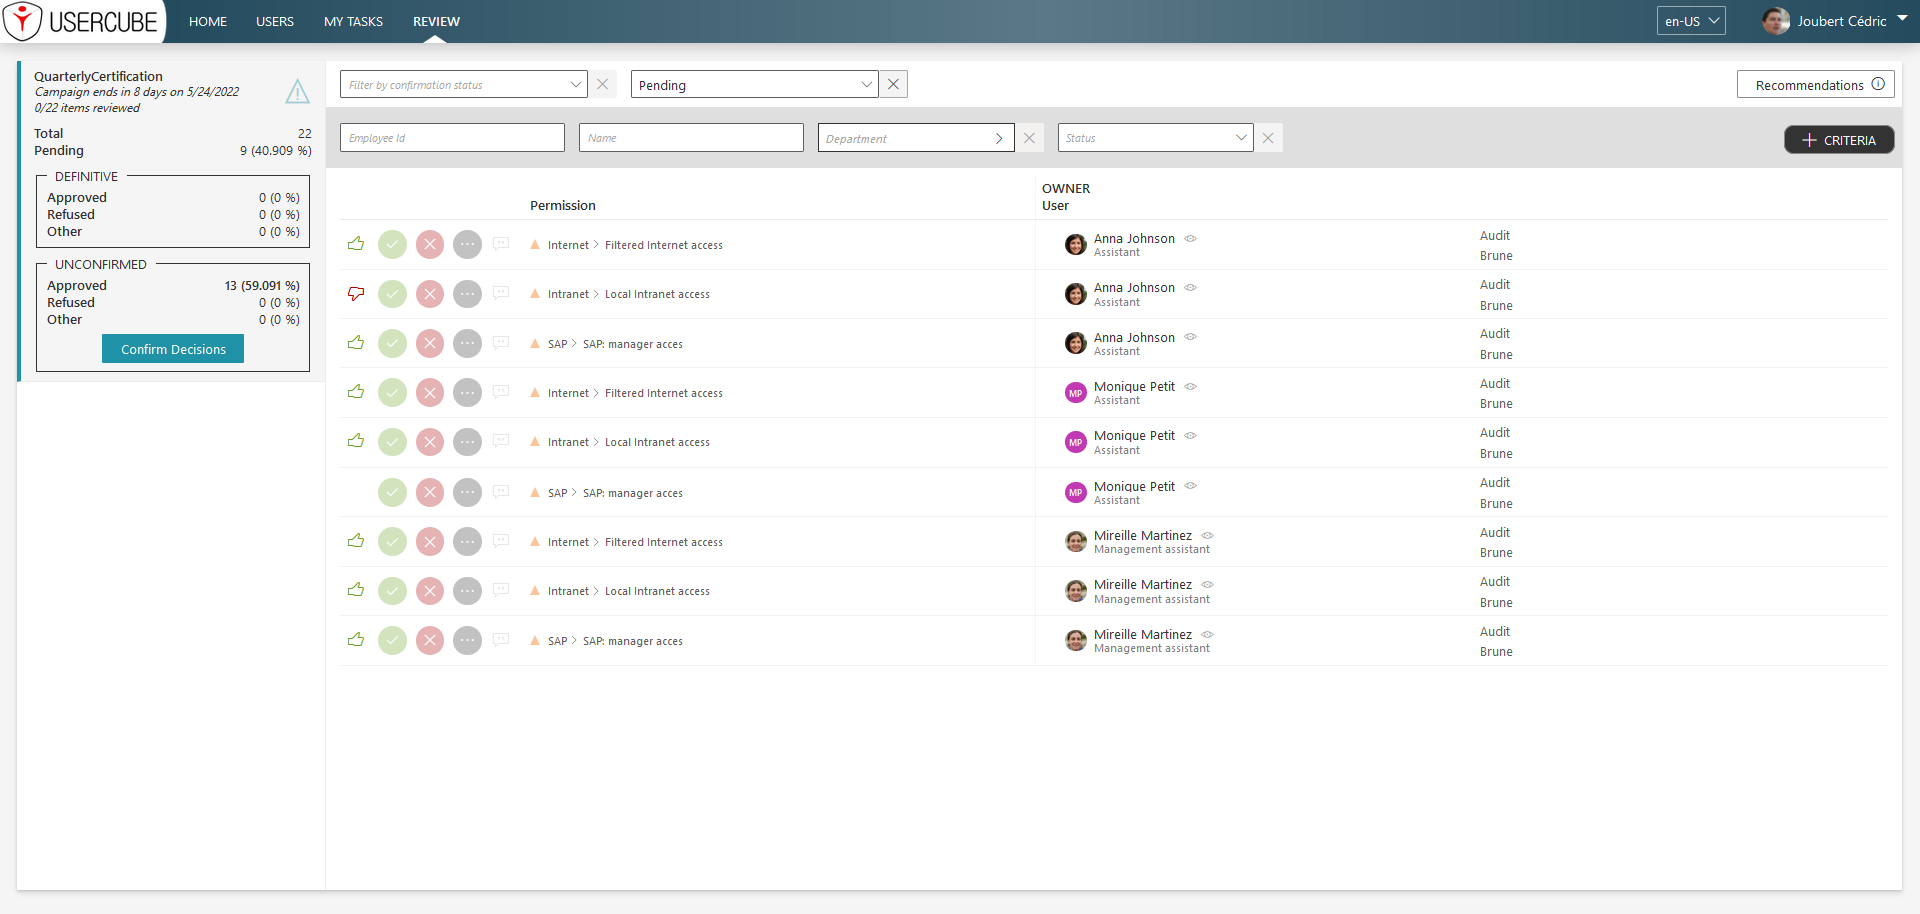 USERCUBE HOME USERS MY TASKS REVIEW en-US Joubert Cédric
QuarterlyCertification
Campaign ends in 8 days on 5/24/2022
0/22 items reviewed
Total 22
Pending 9 (40.909 %)
DEFINITIVE
Approved 0 (0 %)
Refused 0 (0 %)
Other 0 (0 %)
UNCONFIRMED
Approved 13 (59.091 %)
Refused 0 (0 %)
Other 0 (0 %)
Confirm Decisions
Filter by confirmation status Pending Recommendations
Employee Id Name Department Status CRITERIA
OWNER
Permission User
Internet > Filtered Internet access Anna Johnson Audit
Assistant Brune
Intranet > Local Intranet access Anna Johnson Audit
Assistant Brune
SAP > SAP: manager acces Anna Johnson Audit
Assistant Brune
Internet > Filtered Internet access MP Monique Petit Audit
Assistant Brune
Intranet > Local Intranet access MP Monique Petit Audit
Assistant Brune
SAP > SAP: manager acces MP Monique Petit Audit
Assistant Brune
Internet > Filtered Internet access Mireille Martinez Audit
Management assistant Brune
Intranet > Local Intranet access Mireille Martinez Audit
Management assistant Brune
SAP > SAP: manager acces Mireille Martinez Audit
Management assistant Brune